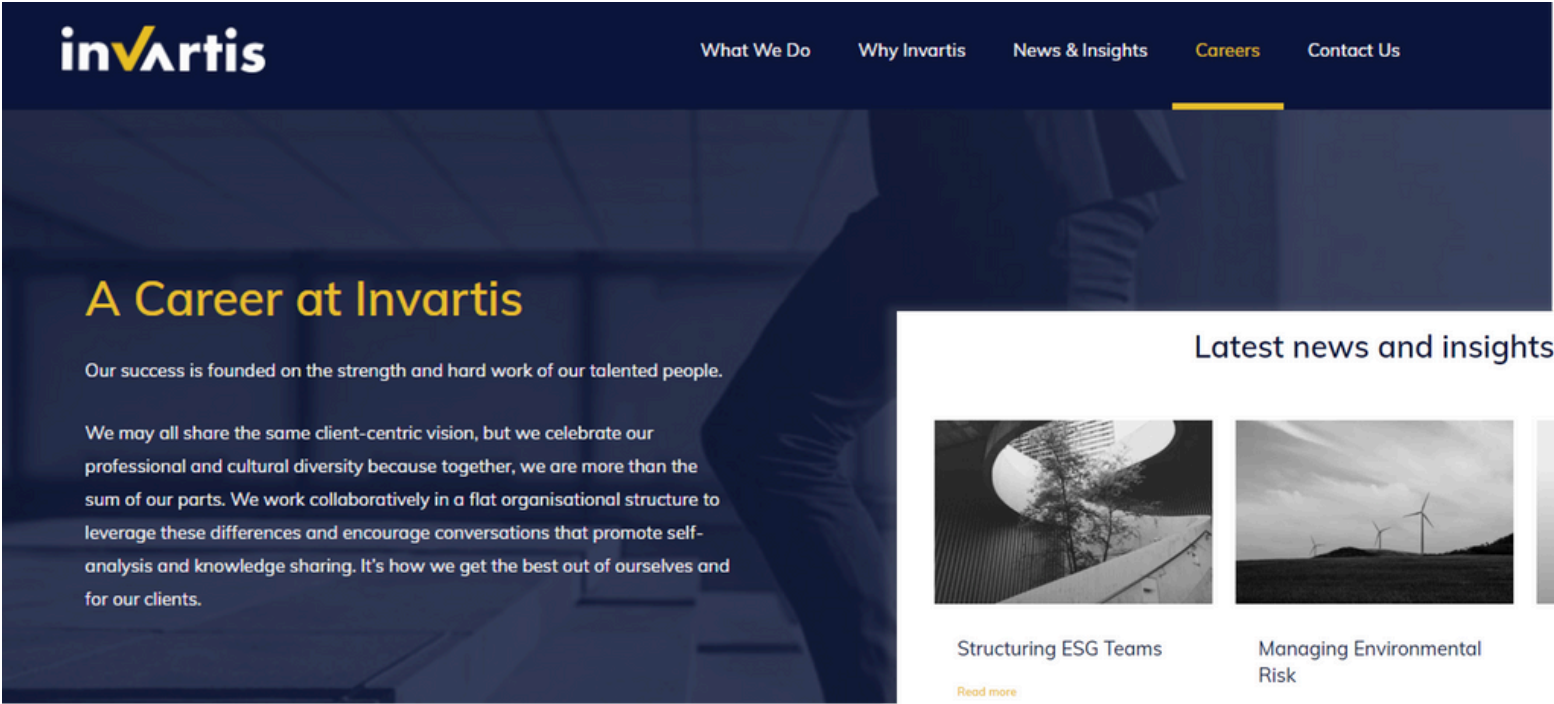 invartis
What We Do
Why Invartis
News & Insights
Careers
Contact Us
A Career at Invartis
Our success is founded on the strength and hard work of our talented people.
We may all share the same client-centric vision, but we celebrate our
professional and cultural diversity because together, we are more than the
sum of our parts. We work collaboratively in a flat organisational structure to
leverage these differences and encourage conversations that promote self-
analysis and knowledge sharing. It's how we get the best out of ourselves and
for our clients.
Latest news and insights
Structuring ESG Teams
Read more
Managing Environmental
Risk